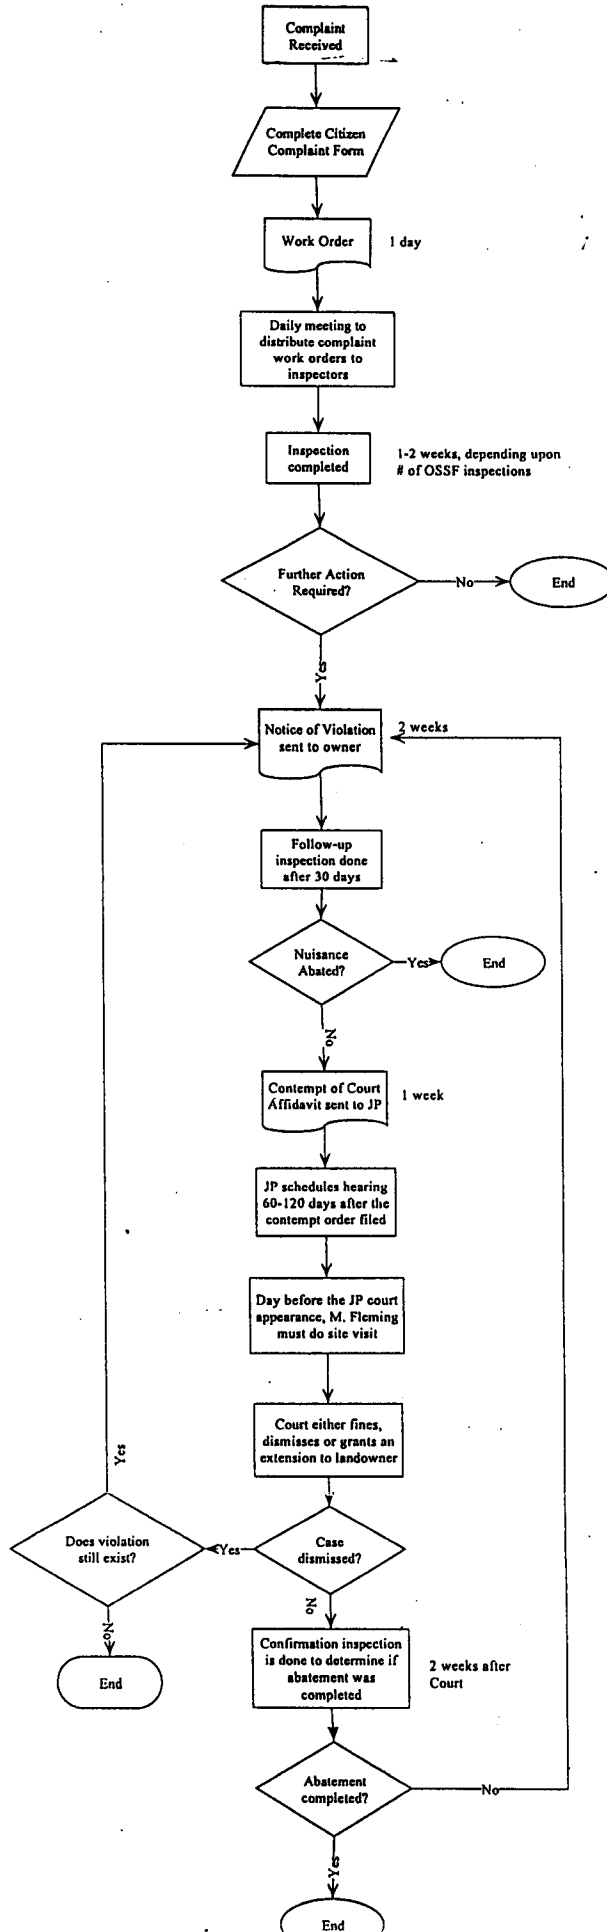 Complaint
Received
Complete Citizen
Complaint Form
Work Order
1 day
Daily meeting to
distribute complaint
work orders to
inspectors
Inspection
completed
1-2 weeks, depending upon
# of OSSF inspections
Further Action
Required?
No
End
Yes
Notice of Violation
sent to owner
2 weeks
Follow-up
inspection done
after 30 days
Nuisance
Abated?
Yes
End
No
Contempt of Court
Affidavit sent to JP
1 week
JP schedules hearing
60-120 days after the
contempt order filed
Day before the JP court
appearance, M. Fleming
must do site visit
Court either fines,
dismisses or grants an
extension to landowner
Yes
Does violation
still exist?
Yes
Case
dismissed?
No
No
End
Confirmation inspection
is done to determine if
abatement was
completed
2 weeks after
Court
Abatement
completed?
No
Yes
End